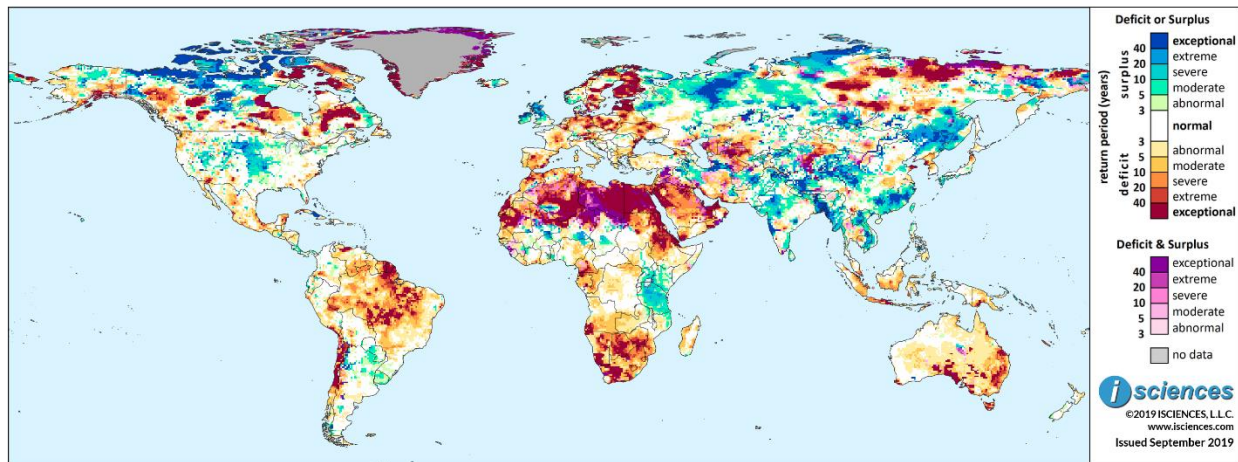 Deficit or Surplus
return period (years)
surplus
deficit
40 exceptional
20 extreme
10 severe
5 moderate
3 abnormal
normal
3 abnormal
5 moderate
10 severe
20 extreme
40 exceptional
Deficit & Surplus
40 exceptional
20 extreme
10 severe
5 moderate
3 abnormal
no data
i sciences
©2019 ISCIENCES, L.L.C.
www.isciences.com
Issued September 2019